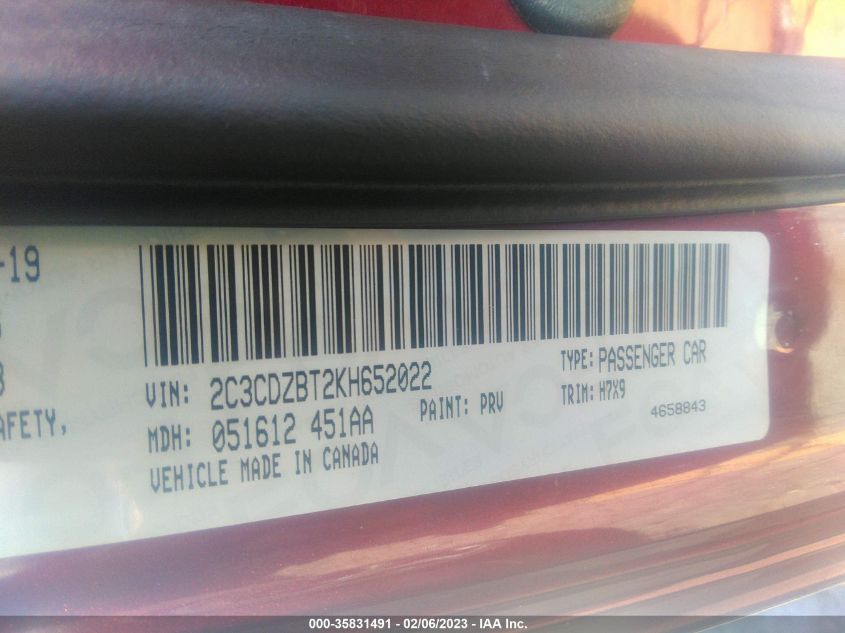 -19
VIN: 2C3CDZBT2KH652022
TYPE: PASSENGER CAR
AFETY,
MDH: 051612 451AA
PAINT: PRV
TRIM: H7X9
4658843
VEHICLE MADE IN CANADA
000-35831491 - 02/06/2023 - IAA Inc.